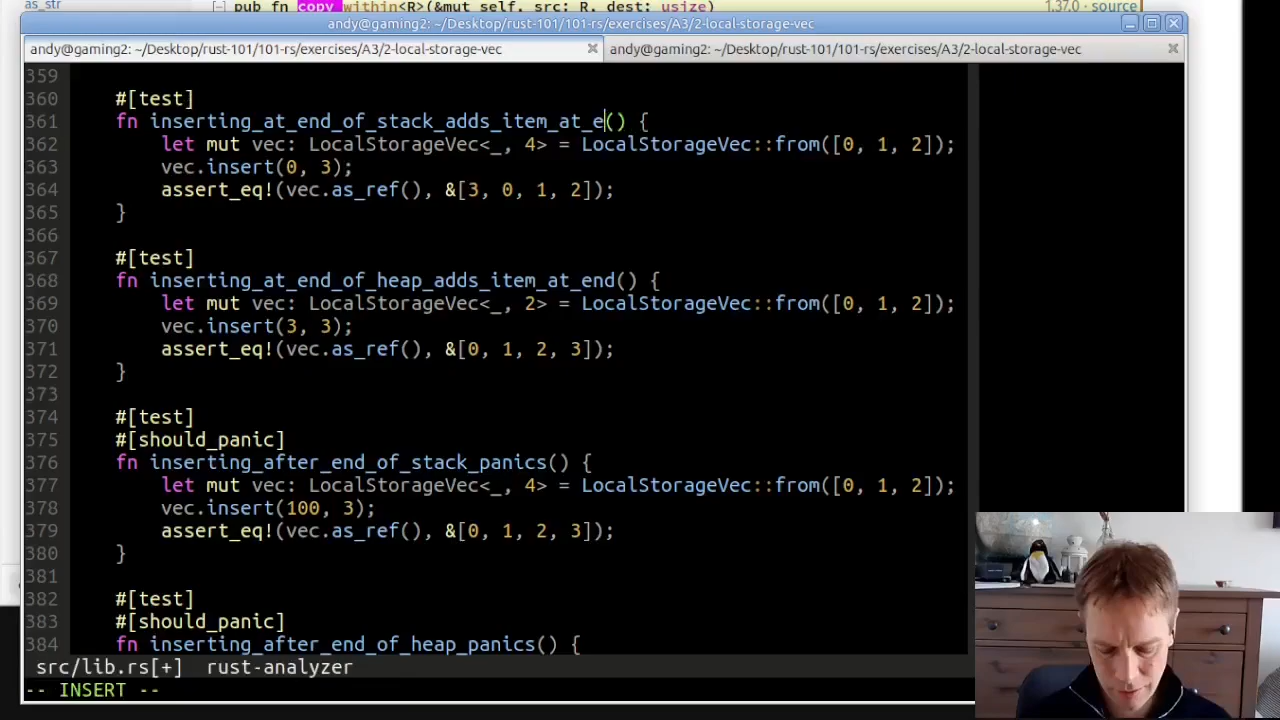 as_str
[−] pub fn copy_within<R>(&mut self, src: R, dest: usize)
1.37.0 · source
andy@gaming2: ~/Desktop/rust-101/101-rs/exercises/A3/2-local-storage-vec
andy@gaming2: ~/Desktop/rust-101/101-rs/exercises/A3/2-local-storage-vec
andy@gaming2: ~/Desktop/rust-101/101-rs/exercises/A3/2-local-storage-vec
359
360 #[test]
361 fn inserting_at_end_of_stack_adds_item_at_e() {
362 let mut vec: LocalStorageVec<_, 4> = LocalStorageVec::from([0, 1, 2]);
363 vec.insert(0, 3);
364 assert_eq!(vec.as_ref(), &[3, 0, 1, 2]);
365 }
366
367 #[test]
368 fn inserting_at_end_of_heap_adds_item_at_end() {
369 let mut vec: LocalStorageVec<_, 2> = LocalStorageVec::from([0, 1, 2]);
370 vec.insert(3, 3);
371 assert_eq!(vec.as_ref(), &[0, 1, 2, 3]);
372 }
373
374 #[test]
375 #[should_panic]
376 fn inserting_after_end_of_stack_panics() {
377 let mut vec: LocalStorageVec<_, 4> = LocalStorageVec::from([0, 1, 2]);
378 vec.insert(100, 3);
379 assert_eq!(vec.as_ref(), &[0, 1, 2, 3]);
380 }
381
382 #[test]
383 #[should_panic]
384 fn inserting_after_end_of_heap_panics() {
src/lib.rs[+] rust-analyzer
-- INSERT --